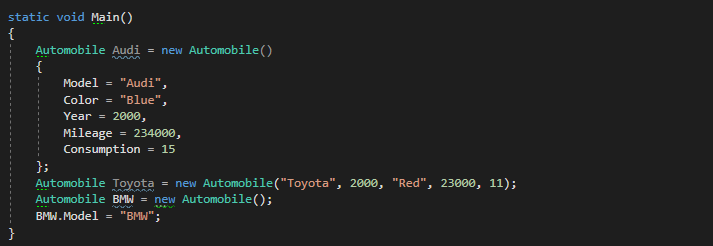 static void Main()
{
Automobile Audi = new Automobile()
{
Model = "Audi",
Color = "Blue",
Year = 2000,
Mileage = 234000,
Consumption = 15
};
Automobile Toyota = new Automobile("Toyota", 2000, "Red", 23000, 11);
Automobile BMW = new Automobile();
BMW.Model = "BMW";
}